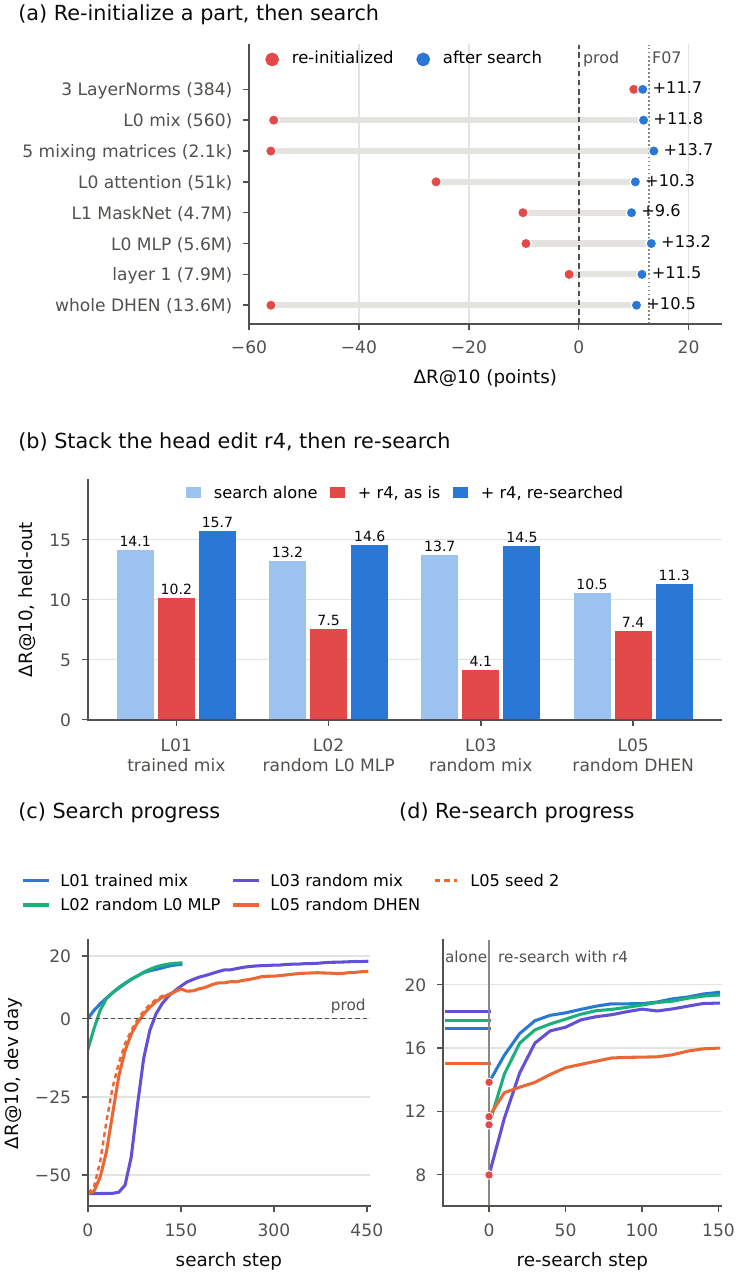 (a) Re-initialize a part, then search
re-initialized after search
prod F07
3 LayerNorms (384) +11.7
L0 mix (560) +11.8
5 mixing matrices (2.1k) +13.7
L0 attention (51k) +10.3
L1 MaskNet (4.7M) +9.6
L0 MLP (5.6M) +13.2
layer 1 (7.9M) +11.5
whole DHEN (13.6M) +10.5
−60 −40 −20 0 20
ΔR@10 (points)
(b) Stack the head edit r4, then re-search
search alone + r4, as is + r4, re-searched
ΔR@10, held-out
15
10
5
0
14.1 10.2 15.7
13.2 7.5 14.6
13.7 4.1 14.5
10.5 7.4 11.3
L01 L02 L03 L05
trained mix random L0 MLP random mix random DHEN
(c) Search progress
(d) Re-search progress
L01 trained mix L03 random mix L05 seed 2
L02 random L0 MLP L05 random DHEN
ΔR@10, dev day
20
0
−25
−50
prod
0 150 300 450
search step
alone re-search with r4
20
16
12
8
0 50 100 150
re-search step